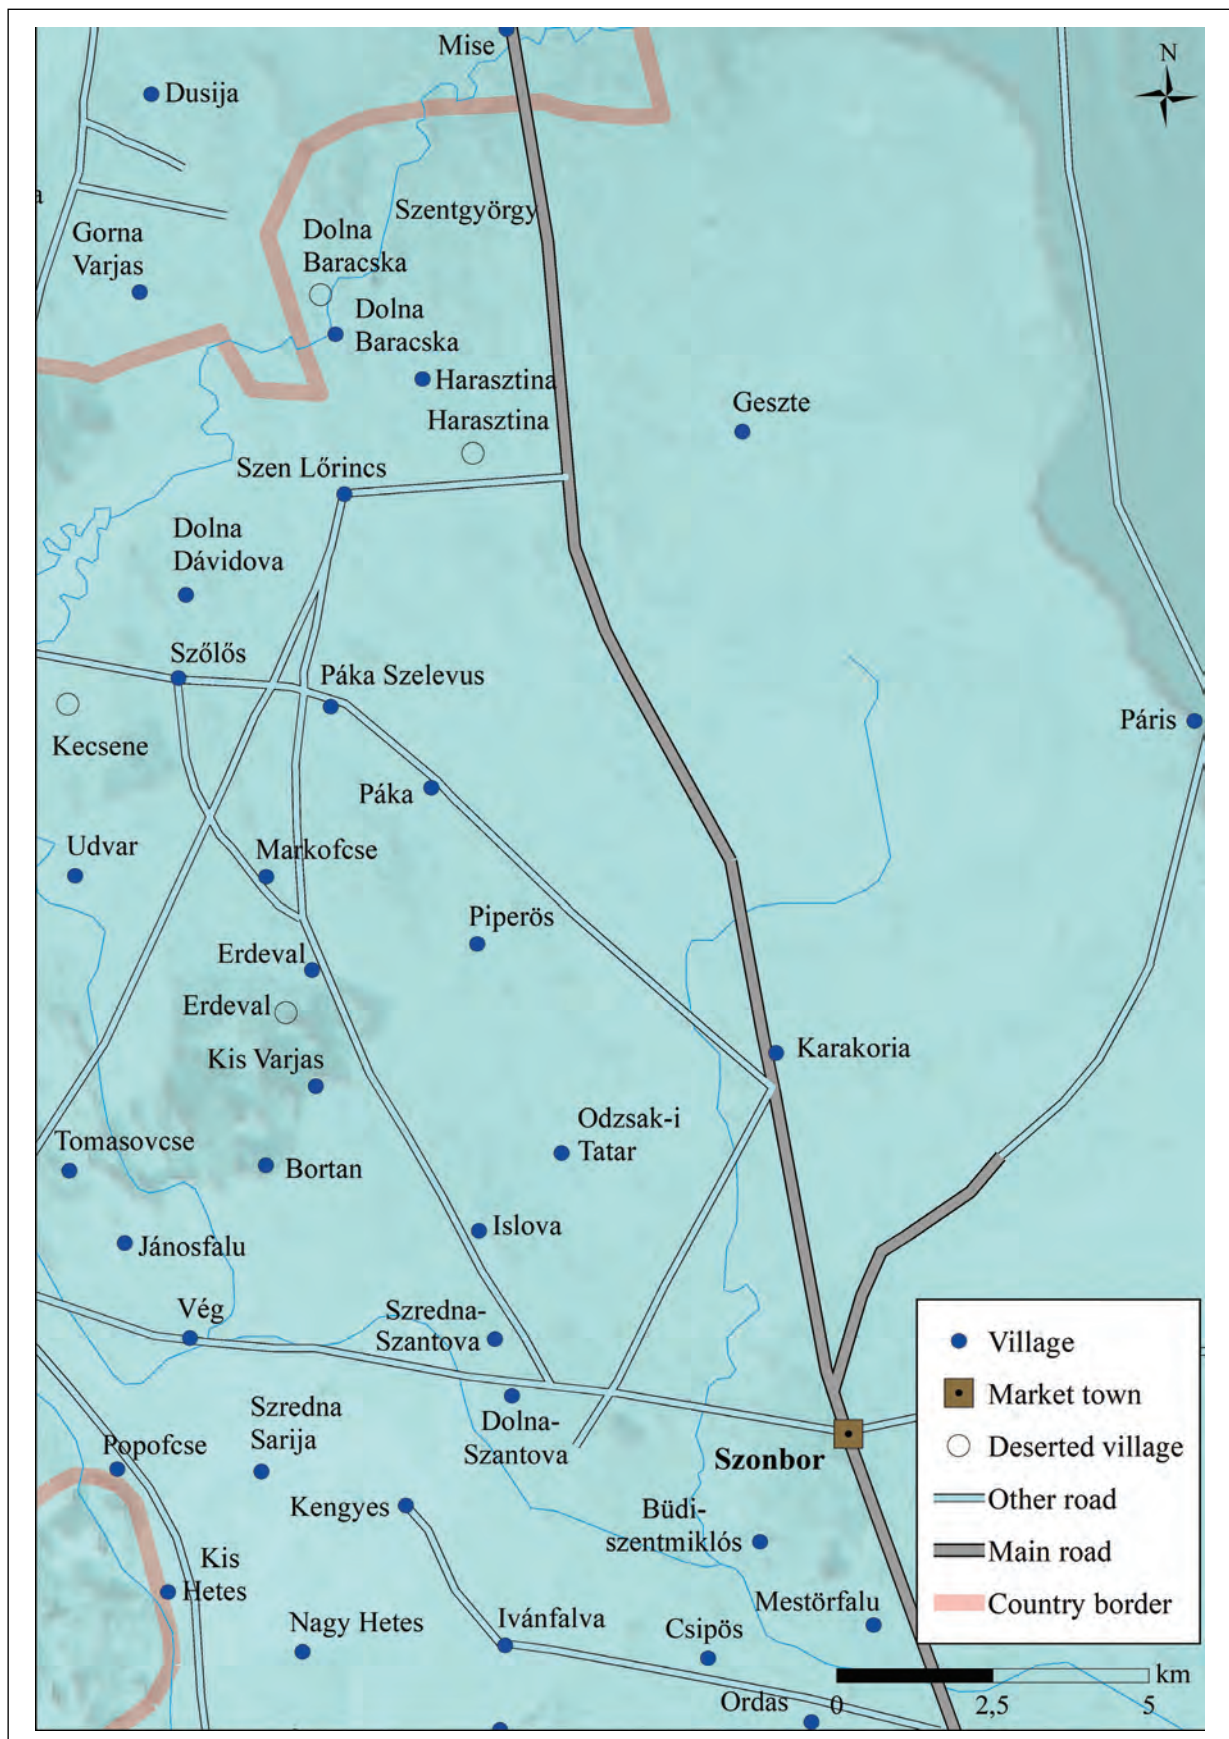 Mise
N
Dusija
a
Szentgyörgy
Gorna
Varjas
Dolna
Baracska
Dolna
Baracska
Harasztina
Geszte
Harasztina
Szen Lőrincs
Dolna
Dávidova
Szőlős
Páka Szelevus
Páris
Kecsene
Páka
Udvar
Markofcse
Piperös
Erdeval
Erdeval
Karakoria
Kis Varjas
Odzsak-i
Tatar
Tomasovcse
Bortan
Islova
Jánosfalu
Vég
Szredna-
Szantova
Village
Market town
Szredna
Sarija
Dolna-
Szantova
Popofcse
Szonbor
Deserted village
Kengyes
Other road
Büdi-
szentmiklós
Main road
Kis
Hetes
Country border
Mestörfalu
Nagy Hetes
Ivánfalva
Csipös
km
Ordas
0
2,5
5